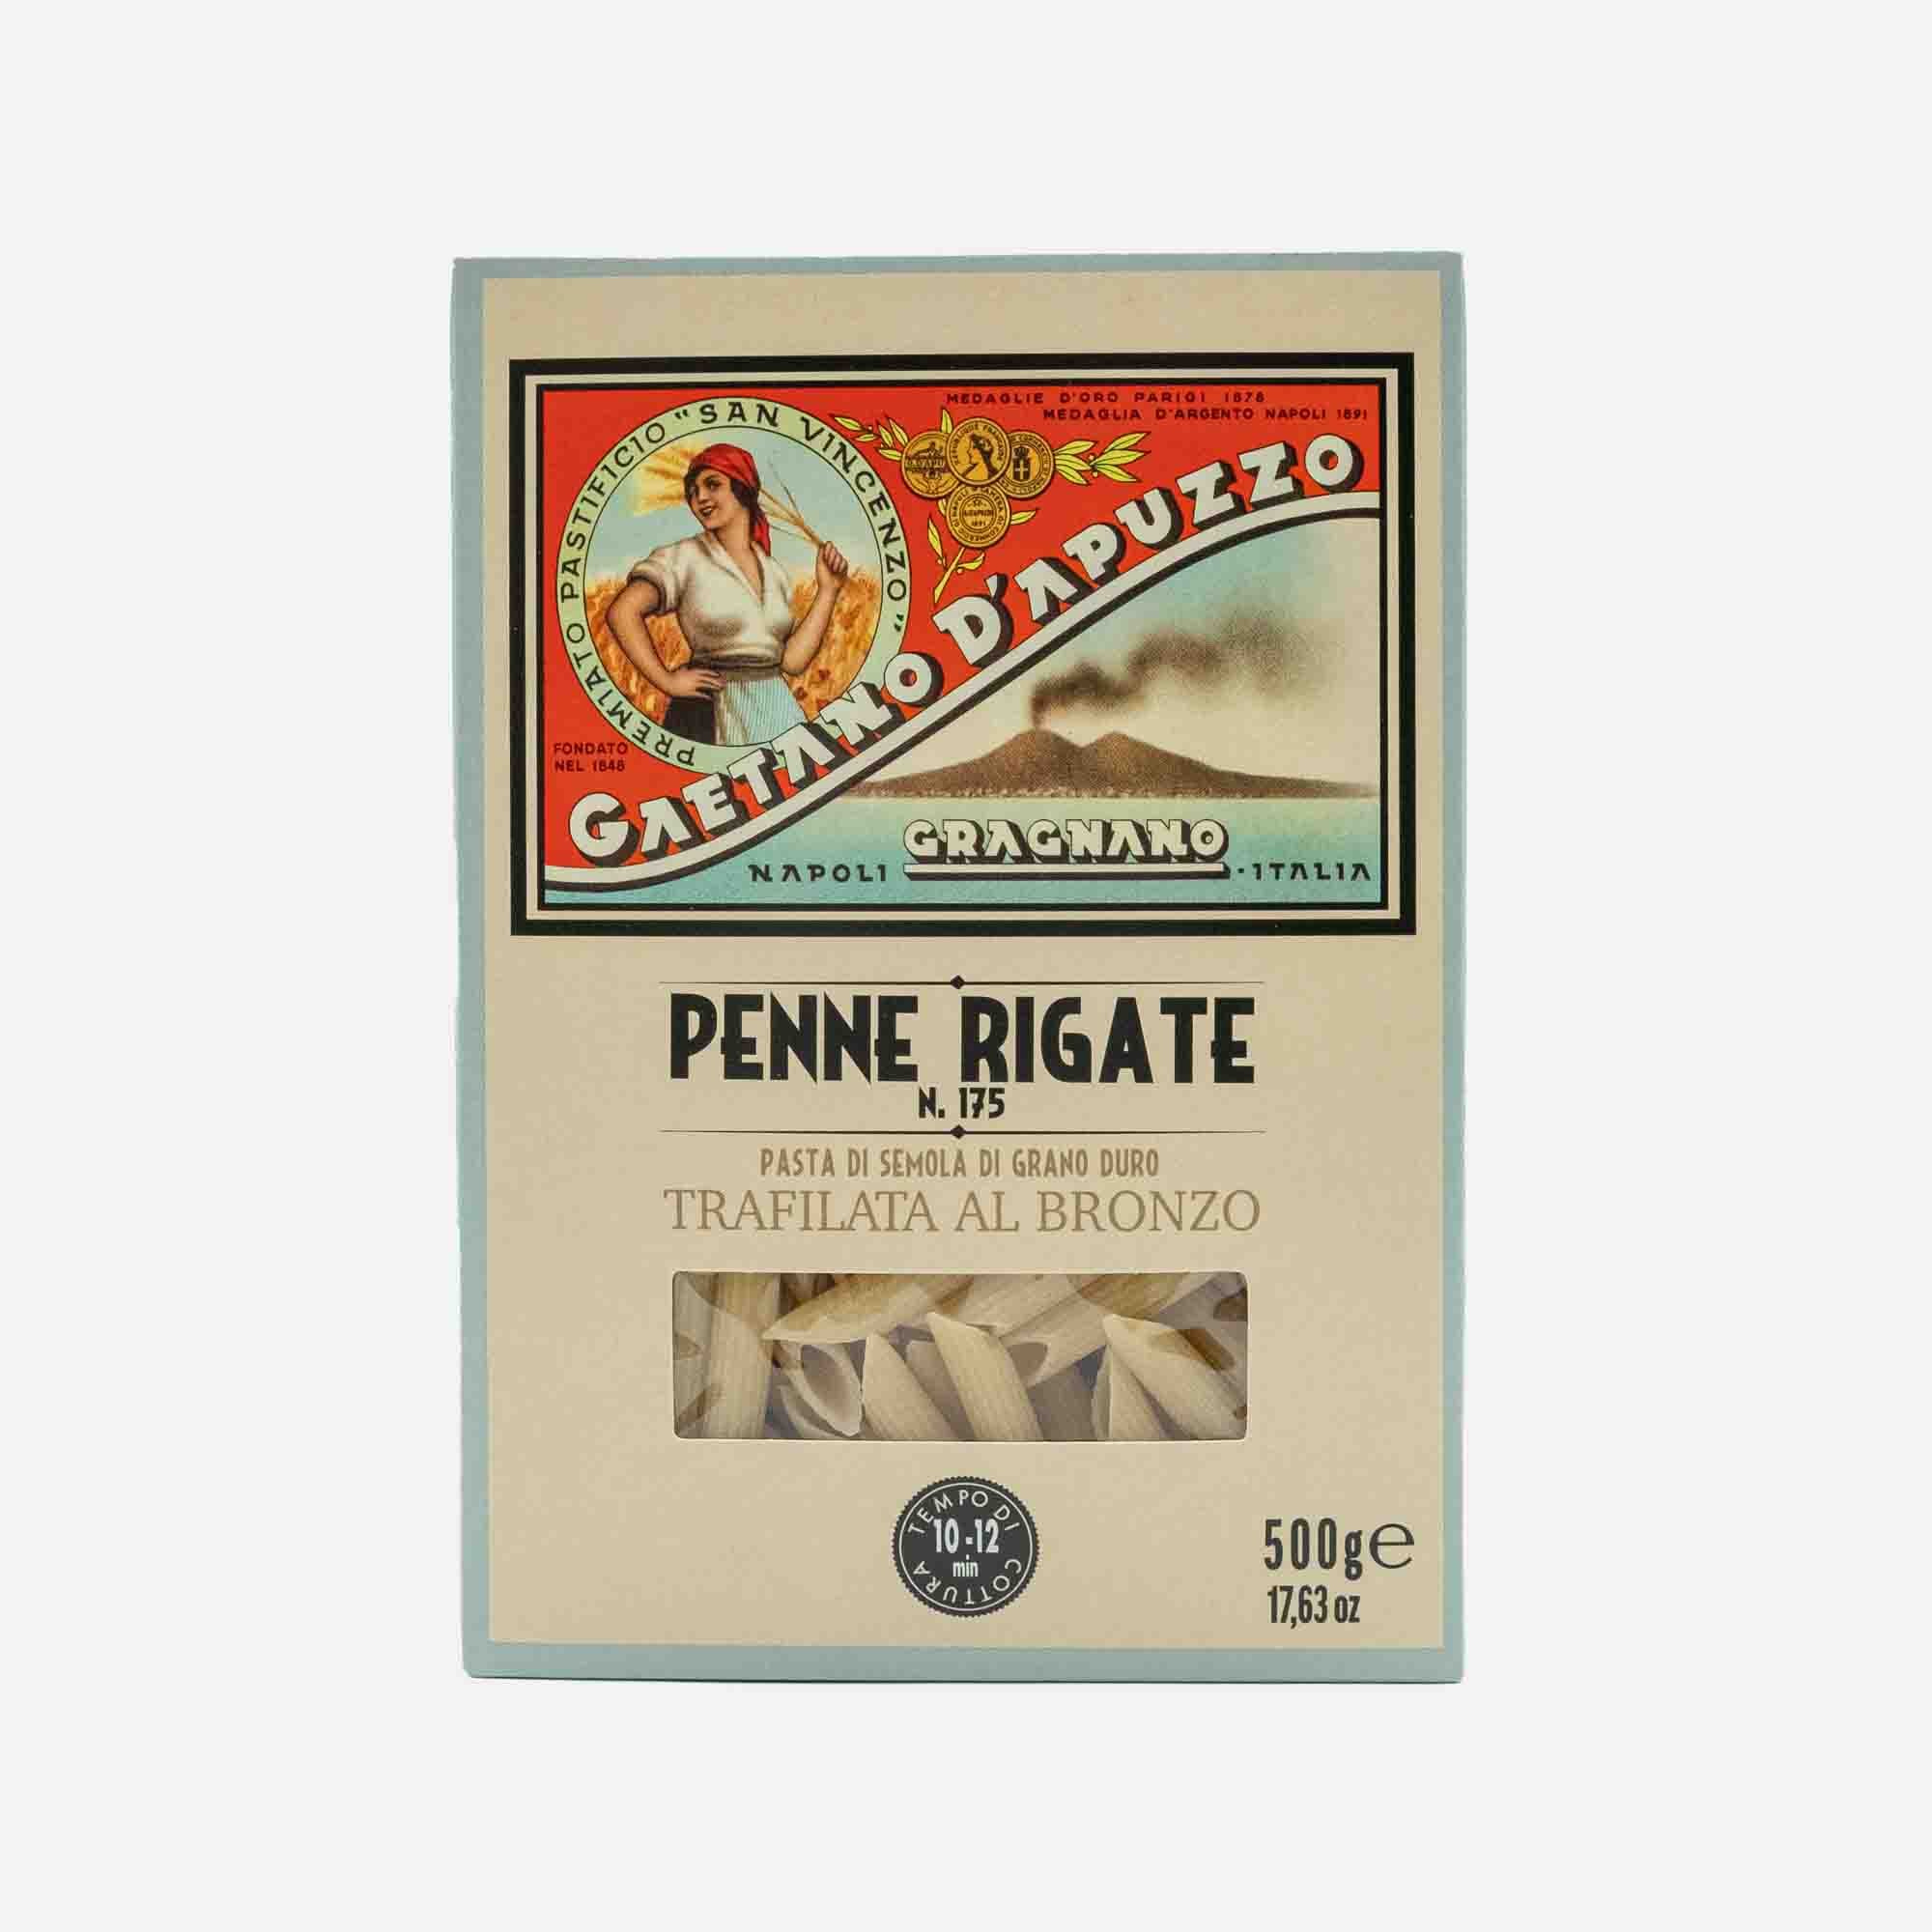 MEDAGLIE D'ORO PARIGI 1878
MEDAGLIA D'ARGENTO NAPOLI 1891
PREMIATO PASTIFICIO "SAN VINCENZO"
GAETANO D'APUZZO
FONDATO
NEL 1848
NAPOLI GRAGNANO · ITALIA
PENNE RIGATE
N. 175
PASTA DI SEMOLA DI GRANO DURO
TRAFILATA AL BRONZO
TEMPO DI COTTURA
10-12
min
500g℮
17,63 oz